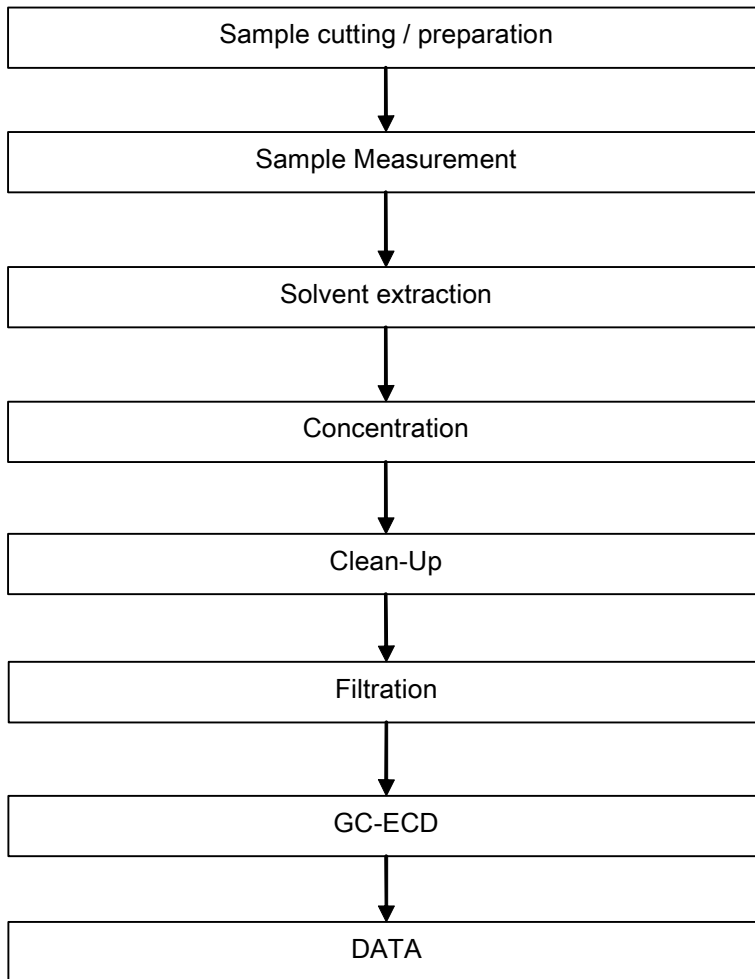 Sample cutting / preparation
Sample Measurement
Solvent extraction
Concentration
Clean-Up
Filtration
GC-ECD
DATA